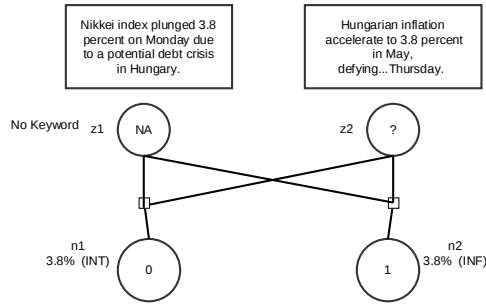 Nikkei index plunged 3.8
percent on Monday due
to a potential debt crisis
in Hungary.
Hungarian inflation
accelerate to 3.8 percent
in May,
defying...Thursday.
No Keyword z1 NA
z2 ?
n1
3.8% (INT)
0
1
n2
3.8% (INF)